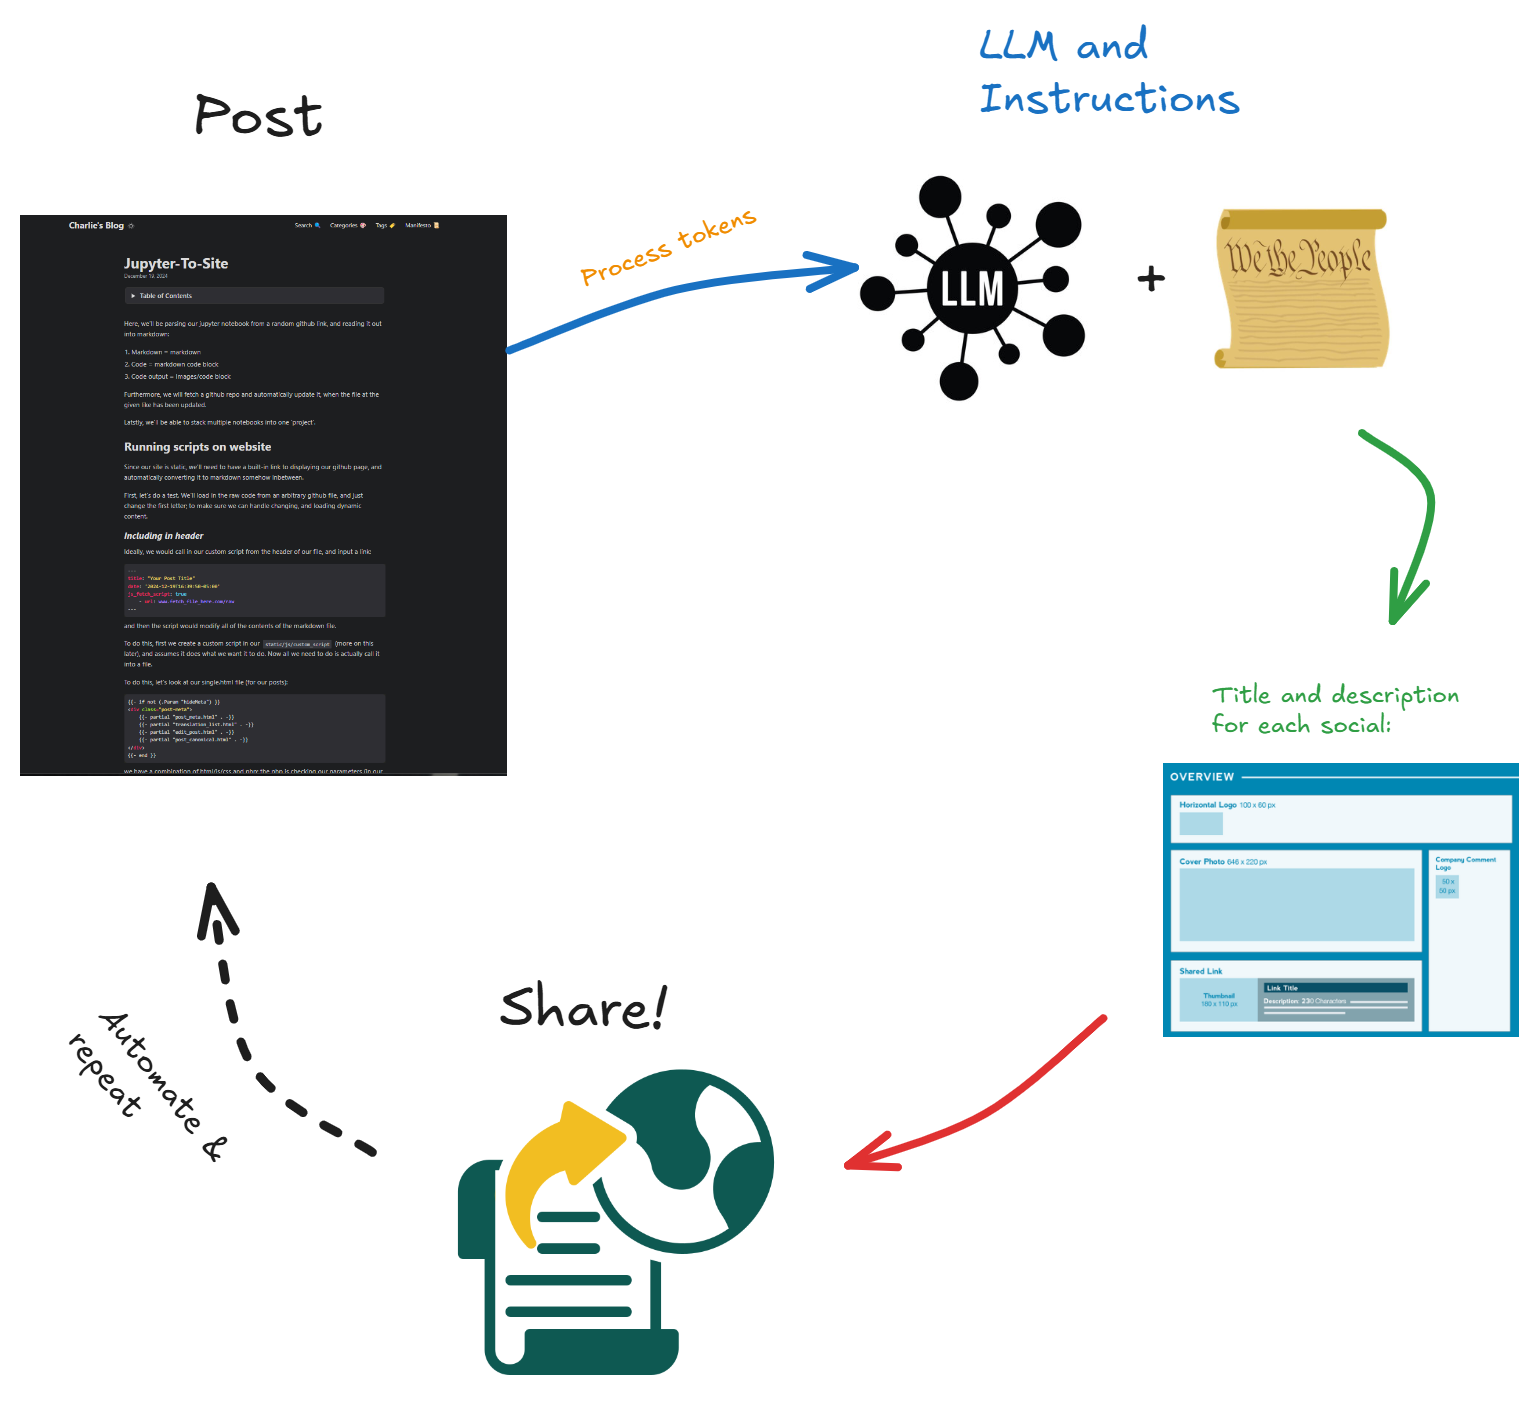 LLM and
Instructions
Post
Process tokens
LLM
+
We the People
Charlie's Blog
Search
Categories
Tags
Manifesto
Jupyter-To-Site
December 19, 2024
Table of Contents
Here, we'll be parsing our jupyter notebook from a random github link, and reading it out
into markdown:
1. Markdown = markdown
2. Code = markdown code block
3. Code output = images/code block
Furthermore, we will fetch a github repo and automatically update it, when the file at the
given like has been updated.
Latstly, we'll be able to stack multiple notebooks into one 'project'.
Running scripts on website
Since our site is static, we'll need to have a built-in link to displaying our github page, and
automatically converting it to markdown somehow inbetween.
First, let's do a test. We'll load in the raw code from an arbitrary github file, and just
change the first letter; to make sure we can handle changing, and loading dynamic
content.
Including in header
Ideally, we would call in our custom script from the header of our file, and input a link:
---
title: "Your Post Title"
date: "2024-12-19T16:39:50-05:00"
js_fetch_script: true
- url: www.fetch_file_here.com/raw
---
and then the script would modify all of the contents of the markdown file.
To do this, first we create a custom script in our static/js/custom_script (more on this
later), and assumes it does what we want it to do. Now all we need to do is actually call it
into a file.
To do this, let's look at our single.html file (for our posts):
{{- if not (.Param "hideMeta") }}
<div class="post-meta">
{{- partial "post_meta.html" . -}}
{{- partial "translation_list.html" . -}}
{{- partial "edit_post.html" . -}}
{{- partial "post_canonical.html" . -}}
</div>
{{- end }}
we have a combination of html/js/css and php; the php is checking our parameters (in our
Title and description
for each social:
OVERVIEW
Horizontal Logo 100 x 60 px
Cover Photo 646 x 220 px
Company Comment
Logo
50 x
50 px
Shared Link
Thumbnail
180 x 110 px
Link Title
Description: 230 Characters
Share!
Automate &
repeat